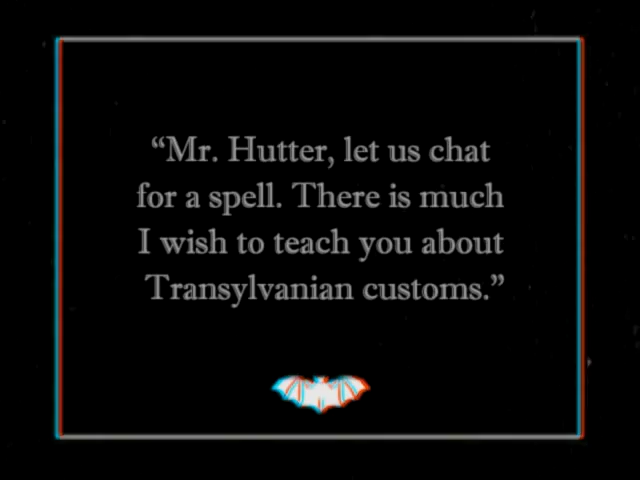 “Mr. Hutter, let us chat
for a spell. There is much
I wish to teach you about
Transylvanian customs.”